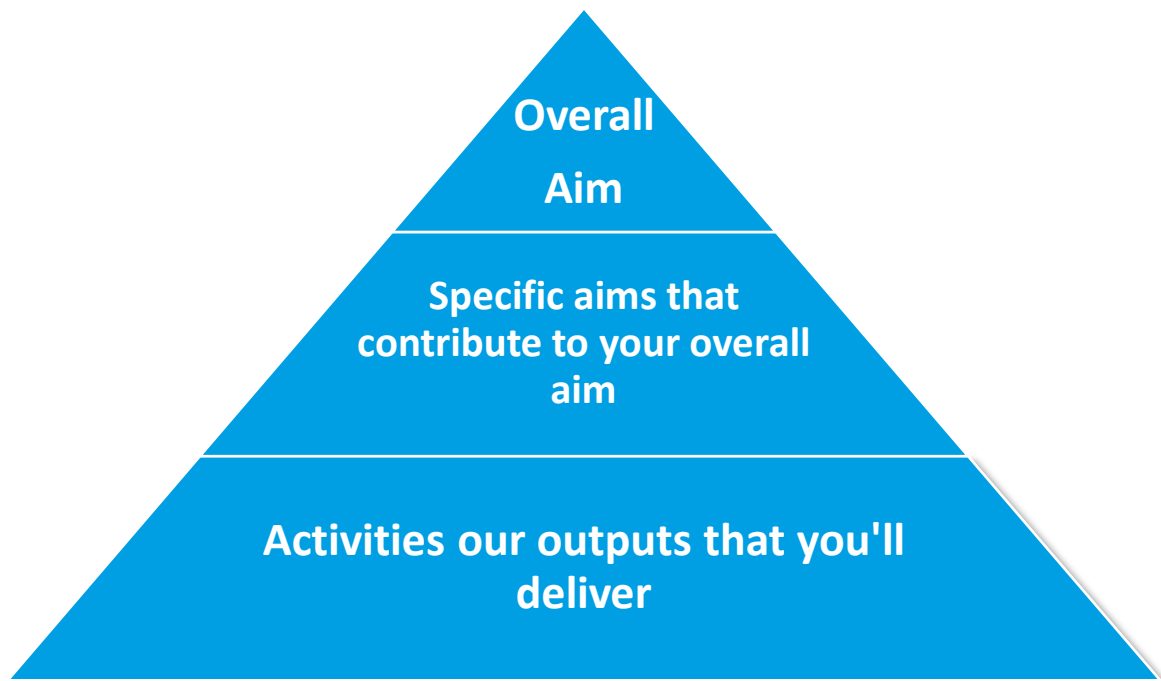 Overall
Aim
Specific aims that
contribute to your overall
aim
Activities our outputs that you'll
deliver